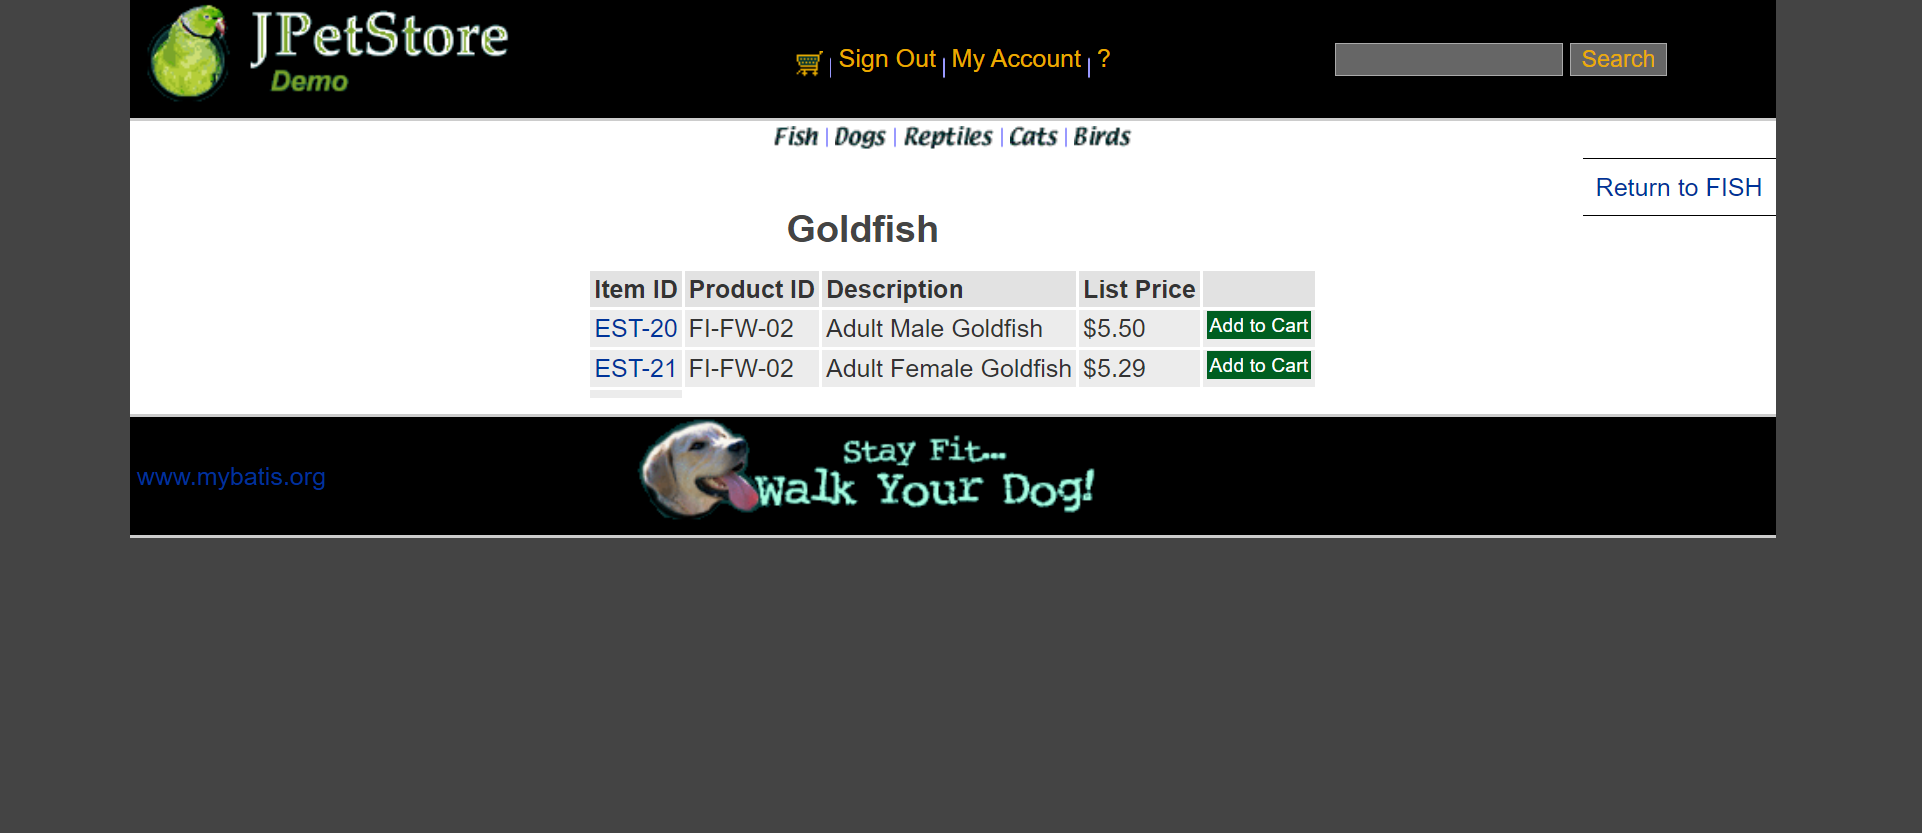 JPetStore
Demo
Sign Out My Account ?
Search
Fish Dogs Reptiles Cats Birds
Return to FISH
Goldfish
Item ID Product ID Description List Price
EST-20 FI-FW-02 Adult Male Goldfish $5.50 Add to Cart
EST-21 FI-FW-02 Adult Female Goldfish $5.29 Add to Cart
www.mybatis.org
Stay Fit...
Walk Your Dog!